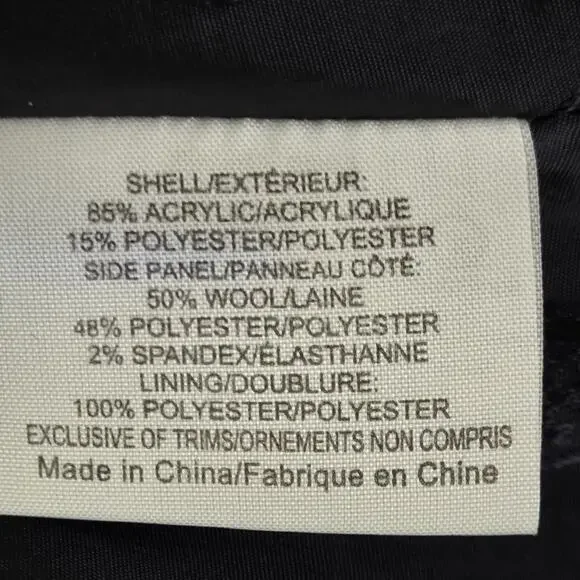 SHELL/EXTÉRIEUR:
85% ACRYLIC/ACRYLIQUE
15% POLYESTER/POLYESTER
SIDE PANEL/PANNEAU CÔTÉ:
50% WOOL/LAINE
48% POLYESTER/POLYESTER
2% SPANDEX/ÉLASTHANNE
LINING/DOUBLURE:
100% POLYESTER/POLYESTER
EXCLUSIVE OF TRIMS/ORNEMENTS NON COMPRIS
Made in China/Fabrique en Chine